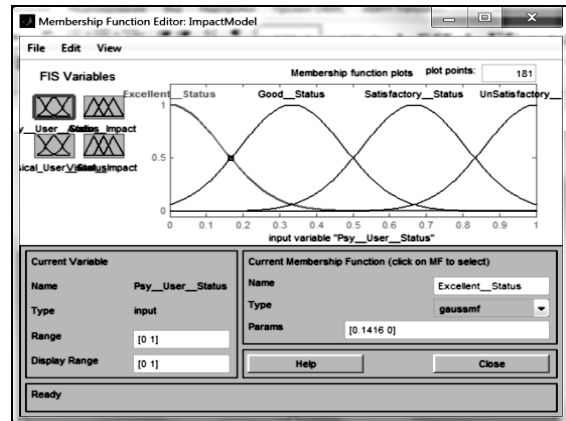 Membership Function Editor: ImpactModel
File Edit View
FIS Variables
Membership function plots plot points: 181
Excellent__Status Good__Status Satisfactory__Status UnSatisfactory__
1
0.5
0
0 0.1 0.2 0.3 0.4 0.5 0.6 0.7 0.8 0.9 1
input variable "Psy__User__Status"
Current Variable
Name Psy__User__Status
Type input
Range [0 1]
Display Range [0 1]
Current Membership Function (click on MF to select)
Name Excellent__Status
Type gaussmf
Params [0.1416 0]
Help Close
Ready